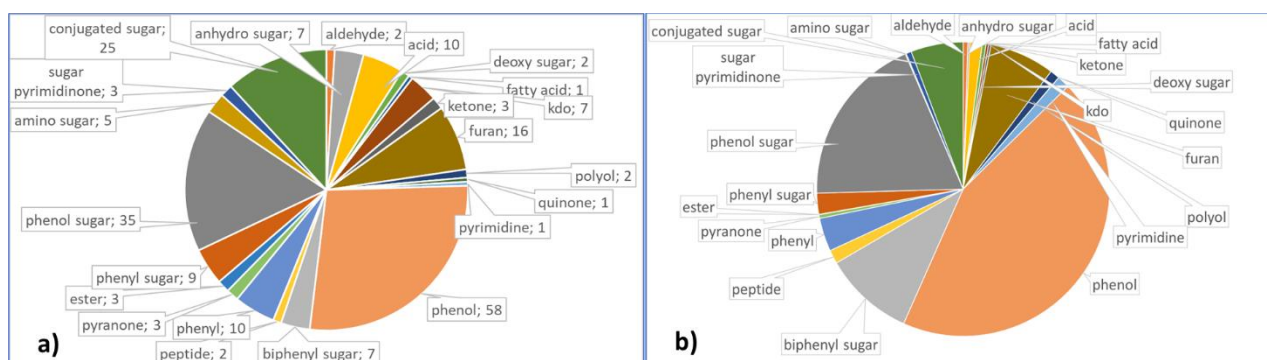 conjugated sugar;
25
anhydro sugar; 7
aldehyde; 2
acid; 10
deoxy sugar; 2
fatty acid; 1
kdo; 7
ketone; 3
furan; 16
polyol; 2
quinone; 1
pyrimidine; 1
phenol; 58
biphenyl sugar; 7
peptide; 2
phenyl; 10
pyranone; 3
ester; 3
phenyl sugar; 9
phenol sugar; 35
amino sugar; 5
sugar
pyrimidinone; 3
a)
conjugated sugar
amino sugar
aldehyde
anhydro sugar
acid
fatty acid
ketone
deoxy sugar
kdo
quinone
furan
polyol
pyrimidine
phenol
biphenyl sugar
peptide
phenyl
pyranone
ester
phenyl sugar
phenol sugar
sugar
pyrimidinone
b)